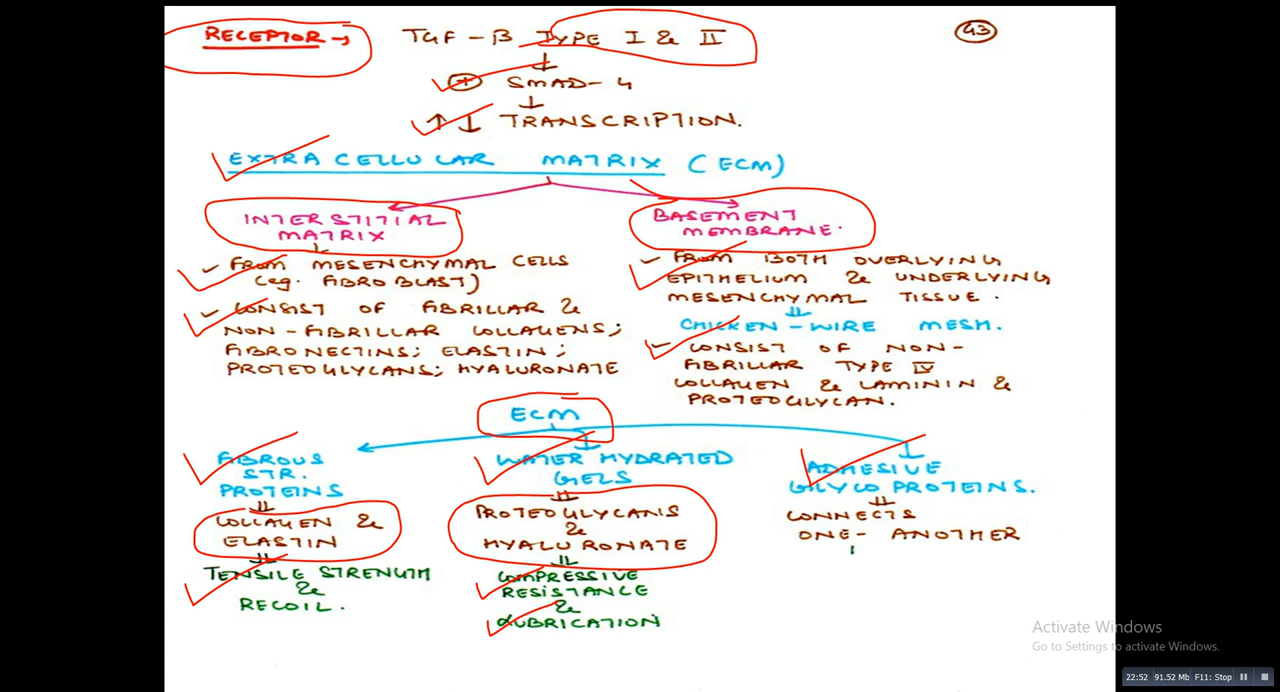 RECEPTOR → TGF-β TYPE I & II
43
↓
⊕ SMAD-4
↓
↑↓ TRANSCRIPTION.
EXTRA CELLULAR MATRIX (ECM)
INTERSTITIAL
MATRIX
✓ FROM MESENCHYMAL CELLS
(eg. FIBROBLAST)
✓ CONSIST OF FIBRILLAR &
NON-FIBRILLAR COLLAGENS;
FIBRONECTINS; ELASTIN;
PROTEOGLYCANS; HYALURONATE
BASEMENT
MEMBRANE.
✓ FROM BOTH OVERLYING
EPITHELIUM & UNDERLYING
MESENCHYMAL TISSUE.
CHICKEN-WIRE MESH.
✓ CONSIST OF NON-
FIBRILLAR TYPE IV
COLLAGEN & LAMININ &
PROTEOGLYCAN.
ECM
FIBROUS
STR.
PROTEINS
COLLAGEN &
ELASTIN
TENSILE STRENGTH
&
RECOIL.
WATER HYDRATED
GELS
PROTEOGLYCANS
&
HYALURONATE
COMPRESSIVE
RESISTANCE
&
LUBRICATION
ADHESIVE
GLYCO PROTEINS.
CONNECTS
ONE-ANOTHER
Activate Windows
Go to Settings to activate Windows.
22:52 91.52 Mb F11: Stop